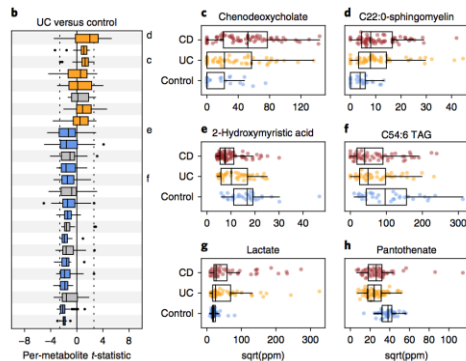 b
UC versus control
d
c
e
f
−8 −4 0 4 8
Per-metabolite t-statistic
c
Chenodeoxycholate
CD
UC
Control
0 40 80 120
d
C22:0-sphingomyelin
0 10 20 30 40
e
2-Hydroxymyristic acid
CD
UC
Control
0 10 20 30 40 50
f
C54:6 TAG
0 100 200 300
g
Lactate
CD
UC
Control
0 100 200 300
sqrt(ppm)
h
Pantothenate
0 20 40 60 80 100
sqrt(ppm)